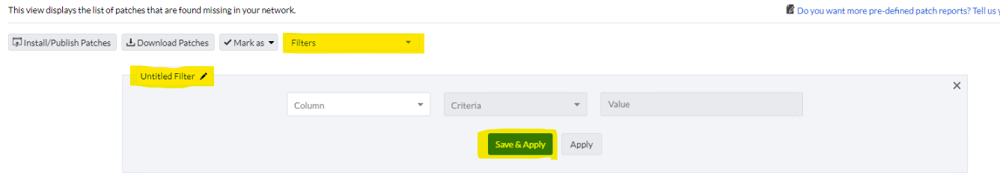 This view displays the list of patches that are found missing in your network.
Do you want more pre-defined patch reports? Tell us y
Install/Publish Patches
Download Patches
Mark as
Filters
Untitled Filter
Column
Criteria
Value
Save & Apply
Apply